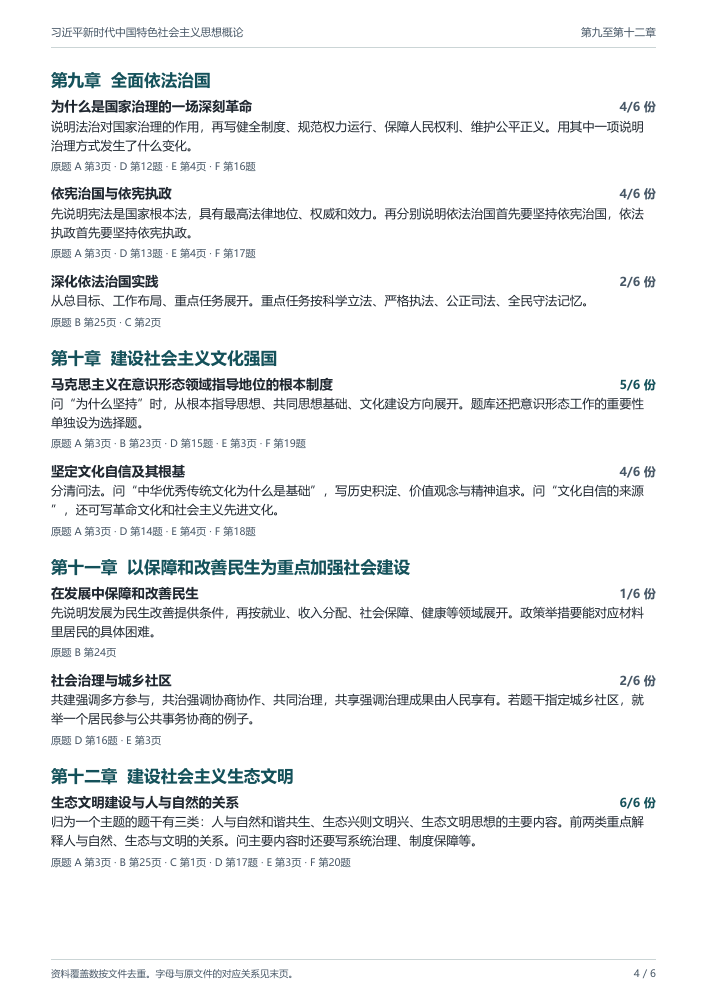 习近平新时代中国特色社会主义思想概论
第九至第十二章
第九章 全面依法治国
为什么是国家治理的一场深刻革命
4/6 份
说明法治对国家治理的作用，再写健全制度、规范权力运行、保障人民权利、维护公平正义。用其中一项说明
治理方式发生了什么变化。
原题 A 第3页 · D 第12题 · E 第4页 · F 第16题
依宪治国与依宪执政
4/6 份
先说明宪法是国家根本法，具有最高法律地位、权威和效力。再分别说明依法治国首先要坚持依宪治国，依法
执政首先要坚持依宪执政。
原题 A 第3页 · D 第13题 · E 第4页 · F 第17题
深化依法治国实践
2/6 份
从总目标、工作布局、重点任务展开。重点任务按科学立法、严格执法、公正司法、全民守法记忆。
原题 B 第25页 · C 第2页
第十章 建设社会主义文化强国
马克思主义在意识形态领域指导地位的根本制度
5/6 份
问“为什么坚持”时，从根本指导思想、共同思想基础、文化建设方向展开。题库还把意识形态工作的重要性
单独设为选择题。
原题 A 第3页 · B 第23页 · D 第15题 · E 第3页 · F 第19题
坚定文化自信及其根基
4/6 份
分清问法。问“中华优秀传统文化为什么是基础”，写历史积淀、价值观念与精神追求。问“文化自信的来源
”，还可写革命文化和社会主义先进文化。
原题 A 第3页 · D 第14题 · E 第4页 · F 第18题
第十一章 以保障和改善民生为重点加强社会建设
在发展中保障和改善民生
1/6 份
先说明发展为民生改善提供条件，再按就业、收入分配、社会保障、健康等领域展开。政策举措要能对应材料
里居民的具体困难。
原题 B 第24页
社会治理与城乡社区
2/6 份
共建强调多方参与，共治强调协商协作、共同治理，共享强调治理成果由人民享有。若题干指定城乡社区，就
举一个居民参与公共事务协商的例子。
原题 D 第16题 · E 第3页
第十二章 建设社会主义生态文明
生态文明建设与人与自然的关系
6/6 份
归为一个主题的题干有三类：人与自然和谐共生、生态兴则文明兴、生态文明思想的主要内容。前两类重点解
释人与自然、生态与文明的关系。问主要内容时还要写系统治理、制度保障等。
原题 A 第3页 · B 第25页 · C 第1页 · D 第17题 · E 第3页 · F 第20题
资料覆盖数按文件去重。字母与原文件的对应关系见末页。
4 / 6